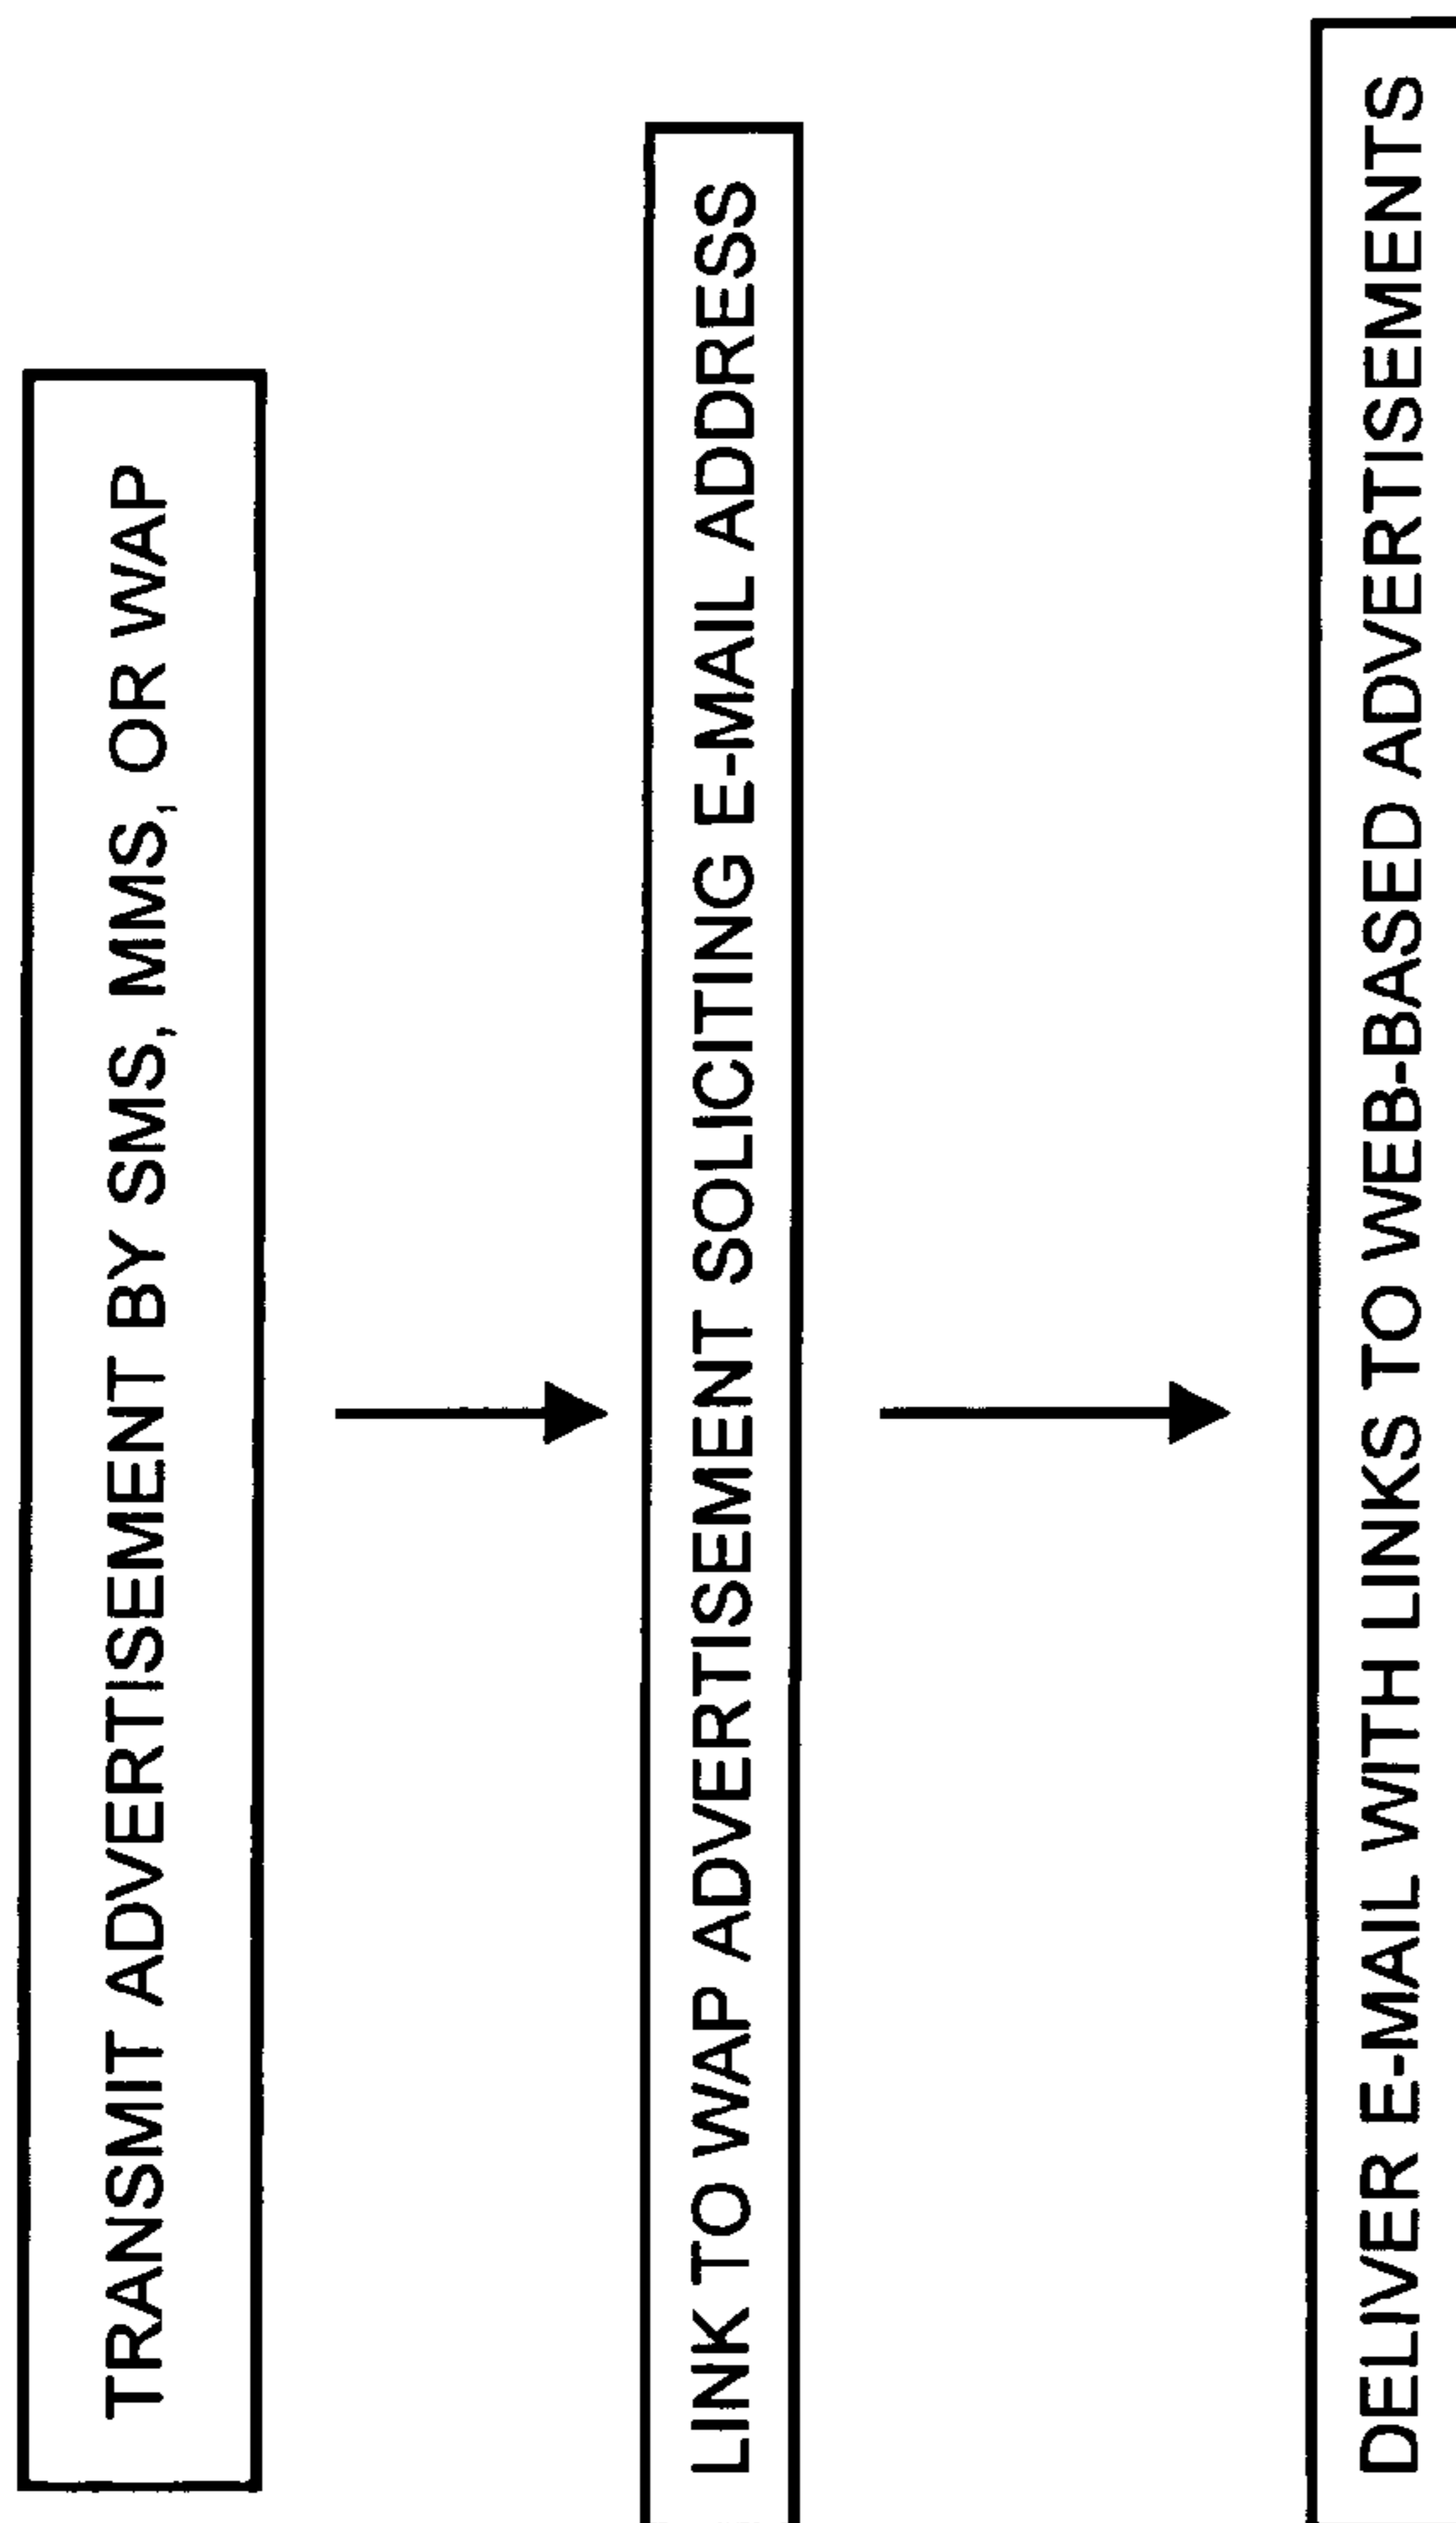 TRANSMIT ADVERTISEMENT BY SMS, MMS, OR WAP
LINK TO WAP ADVERTISEMENT SOLICITING E-MAIL ADDRESS
DELIVER E-MAIL WITH LINKS TO WEB-BASED ADVERTISEMENTS